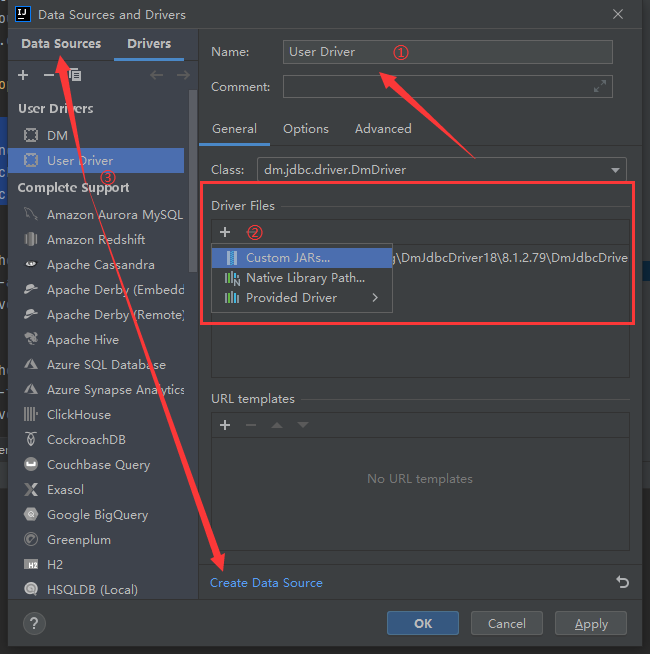 Data Sources and Drivers
Data Sources
Drivers
User Drivers
DM
User Driver
③
Complete Support
Amazon Aurora MySQL
Amazon Redshift
Apache Cassandra
Apache Derby (Embedd
Apache Derby (Remote)
Apache Hive
Azure SQL Database
Azure Synapse Analytics
ClickHouse
CockroachDB
Couchbase Query
Exasol
Google BigQuery
Greenplum
H2
HSQLDB (Local)
Name:
User Driver ①
Comment:
General
Options
Advanced
Class:
dm.jdbc.driver.DmDriver
Driver Files
②
Custom JARs...
g\DmJdbcDriver18\8.1.2.79\DmJdbcDrive
Native Library Path...
Provided Driver
URL templates
No URL templates
Create Data Source
?
OK
Cancel
Apply